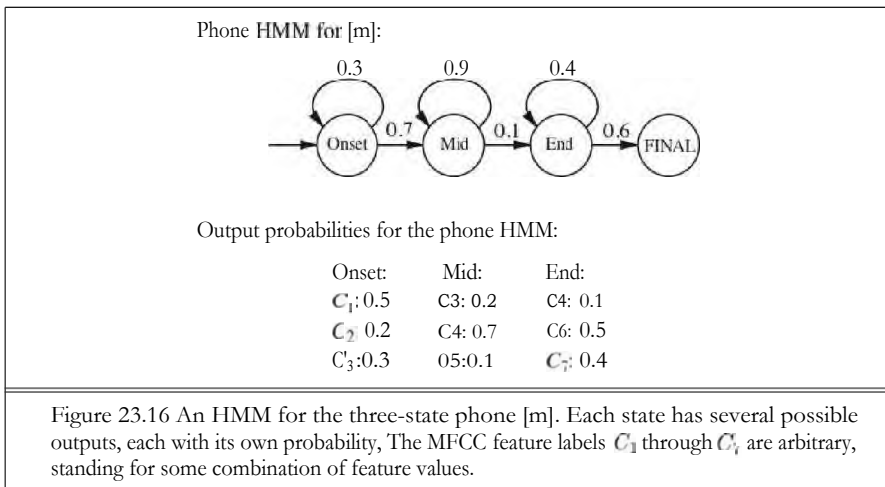 Phone HMM for [m]:
0.3 0.9 0.4
Onset 0.7 Mid 0.1 End 0.6 FINAL
Output probabilities for the phone HMM:
Onset: Mid: End:
C₁: 0.5 C3: 0.2 C4: 0.1
C₂ 0.2 C4: 0.7 C6: 0.5
C'₃:0.3 05:0.1 C₇: 0.4
Figure 23.16 An HMM for the three-state phone [m]. Each state has several possible
outputs, each with its own probability, The MFCC feature labels C₁ through C₇ are arbitrary,
standing for some combination of feature values.